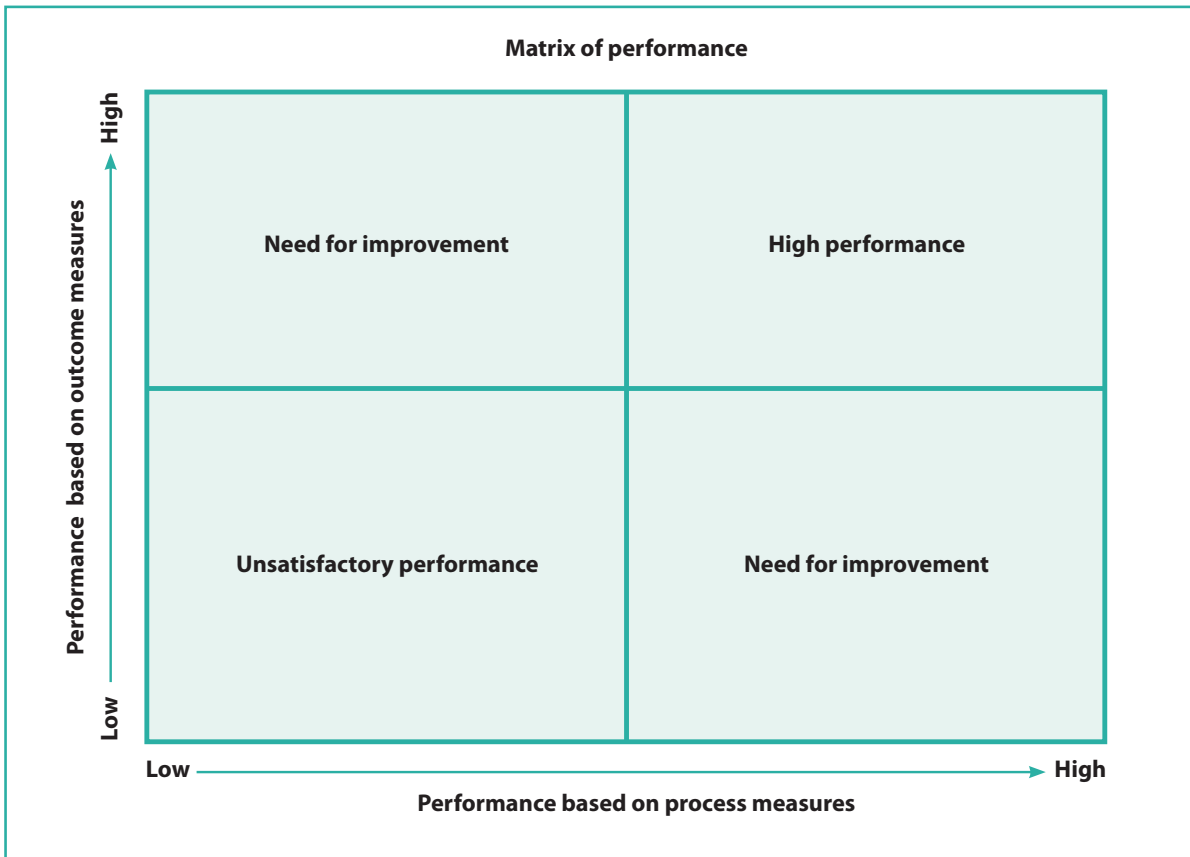 Matrix of performance
High
Performance based on outcome measures
Low
Need for improvement
High performance
Unsatisfactory performance
Need for improvement
Low
High
Performance based on process measures